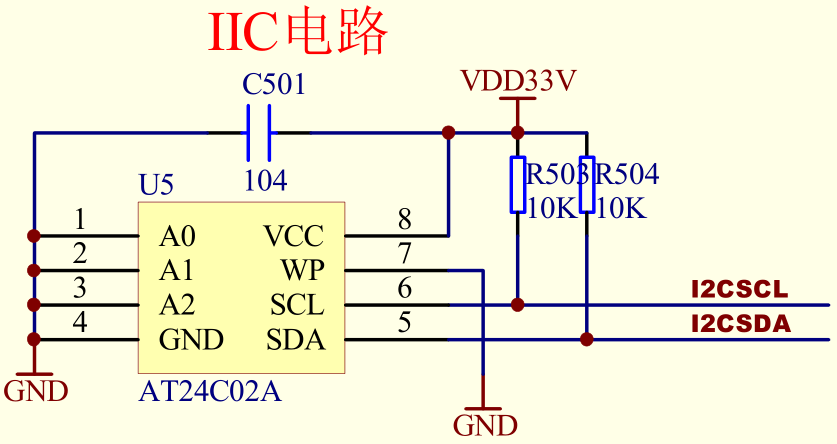 IIC电路
C501
VDD33V
104
R503
R504
10K
10K
U5
1
A0
VCC
8
2
A1
WP
7
3
A2
SCL
6
I2CSCL
4
GND
SDA
5
I2CSDA
GND
AT24C02A
GND